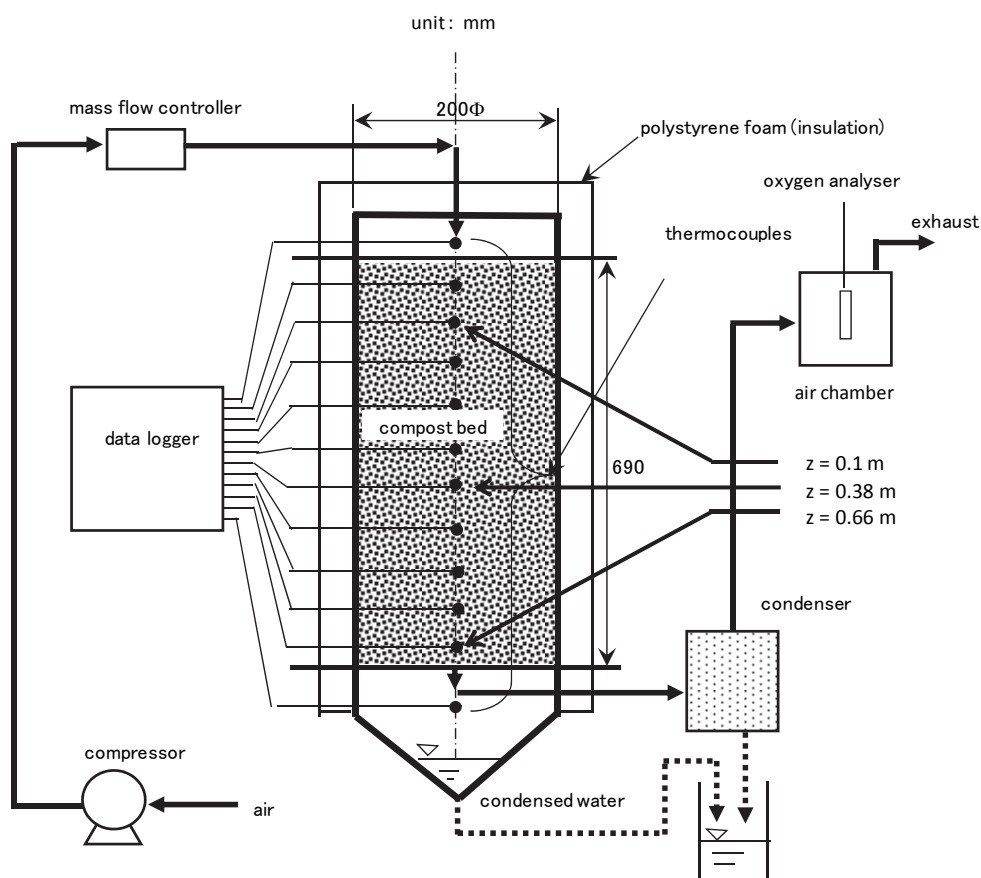 unit: mm
mass flow controller
200Φ
polystyrene foam (insulation)
oxygen analyser
exhaust
thermocouples
air chamber
data logger
compost bed
690
z = 0.1 m
z = 0.38 m
z = 0.66 m
condenser
compressor
air
condensed water